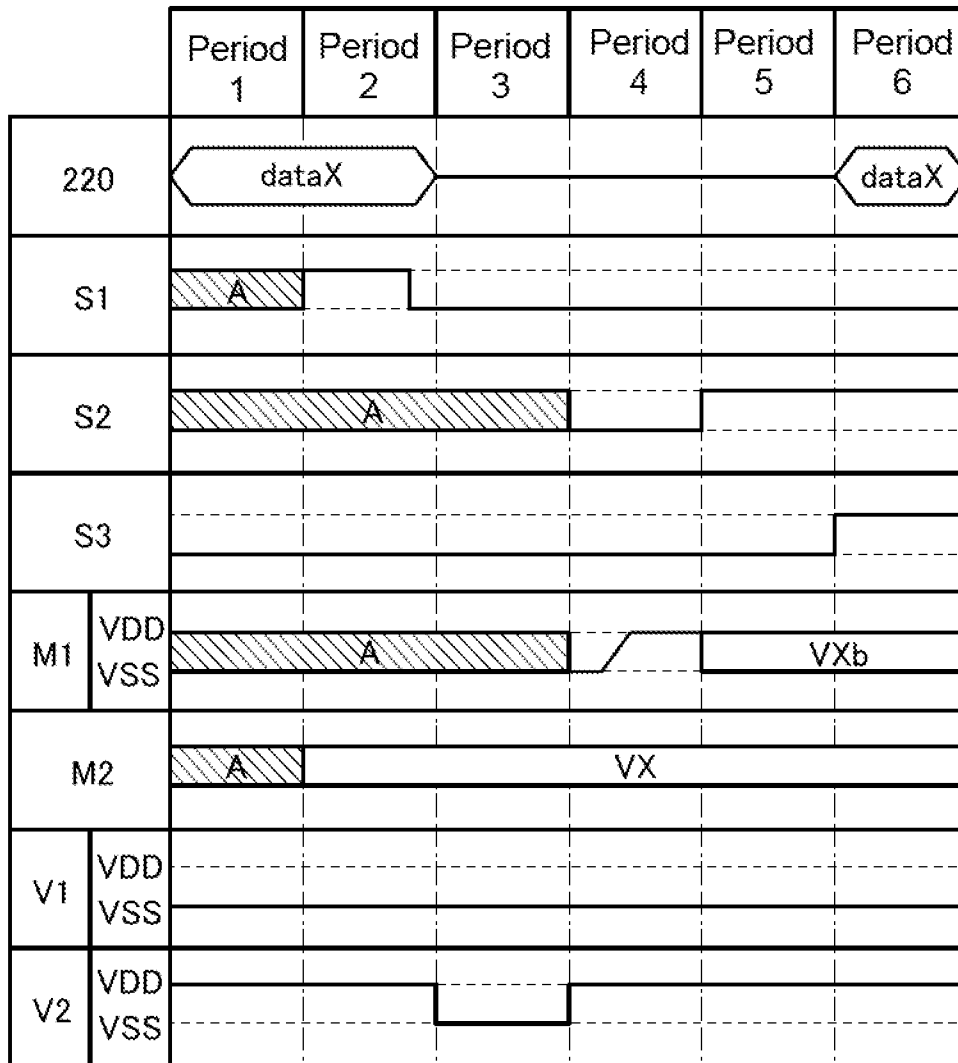 Period 1
Period 2
Period 3
Period 4
Period 5
Period 6
220
dataX
dataX
S1
A
S2
A
S3
M1
VDD
VSS
A
VXb
M2
A
VX
V1
VDD
VSS
V2
VDD
VSS